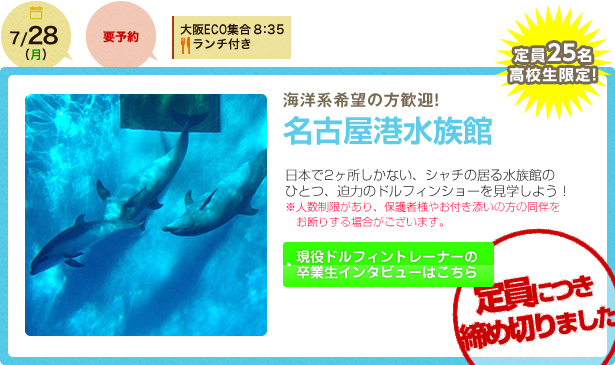 7/28
(月)
要予約
大阪ECO集合 8:35
ランチ付き
定員25名
高校生限定!
海洋系希望の方歓迎!
名古屋港水族館
日本で2ヶ所しかない、シャチの居る水族館の
ひとつ、迫力のドルフィンショーを見学しよう！
※人数制限があり、保護者様やお付き添いの方の同伴を
お断りする場合がございます。
現役ドルフィントレーナーの
卒業生インタビューはこちら
定員につき
締め切りました